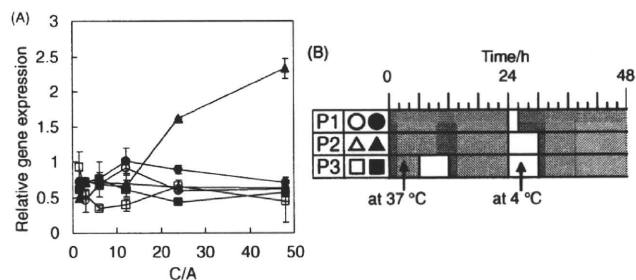 (A)
Relative gene expression
3
2.5
2
1.5
1
0.5
0
0 10 20 30 40 50
C/A
(B)
Time/h
0 24 48
P1
P2
P3
at 37 °C at 4 °C